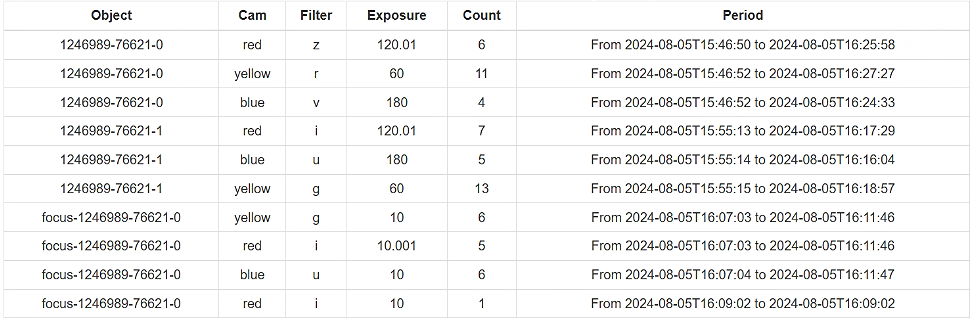 Object Cam Filter Exposure Count Period
1246989-76621-0 red z 120.01 6 From 2024-08-05T15:46:50 to 2024-08-05T16:25:58
1246989-76621-0 yellow r 60 11 From 2024-08-05T15:46:52 to 2024-08-05T16:27:27
1246989-76621-0 blue v 180 4 From 2024-08-05T15:46:52 to 2024-08-05T16:24:33
1246989-76621-1 red i 120.01 7 From 2024-08-05T15:55:13 to 2024-08-05T16:17:29
1246989-76621-1 blue u 180 5 From 2024-08-05T15:55:14 to 2024-08-05T16:16:04
1246989-76621-1 yellow g 60 13 From 2024-08-05T15:55:15 to 2024-08-05T16:18:57
focus-1246989-76621-0 yellow g 10 6 From 2024-08-05T16:07:03 to 2024-08-05T16:11:46
focus-1246989-76621-0 red i 10.001 5 From 2024-08-05T16:07:03 to 2024-08-05T16:11:46
focus-1246989-76621-0 blue u 10 6 From 2024-08-05T16:07:04 to 2024-08-05T16:11:47
focus-1246989-76621-0 red i 10 1 From 2024-08-05T16:09:02 to 2024-08-05T16:09:02